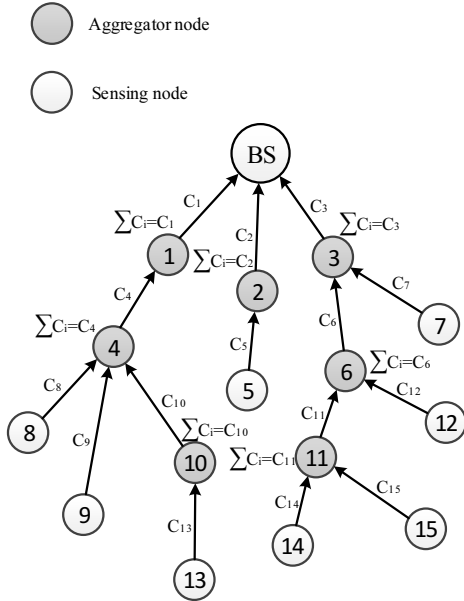 Aggregator node
Sensing node
BS
C₁
C₂
C₃
∑Cᵢ=C₁
∑Cᵢ=C₂
∑Cᵢ=C₃
1
2
3
C₄
C₅
C₆
C₇
∑Cᵢ=C₄
4
5
6
7
∑Cᵢ=C₆
C₈
C₉
C₁₀
C₁₁
C₁₂
∑Cᵢ=C₁₀
∑Cᵢ=C₁₁
8
9
10
11
12
C₁₃
C₁₄
C₁₅
13
14
15